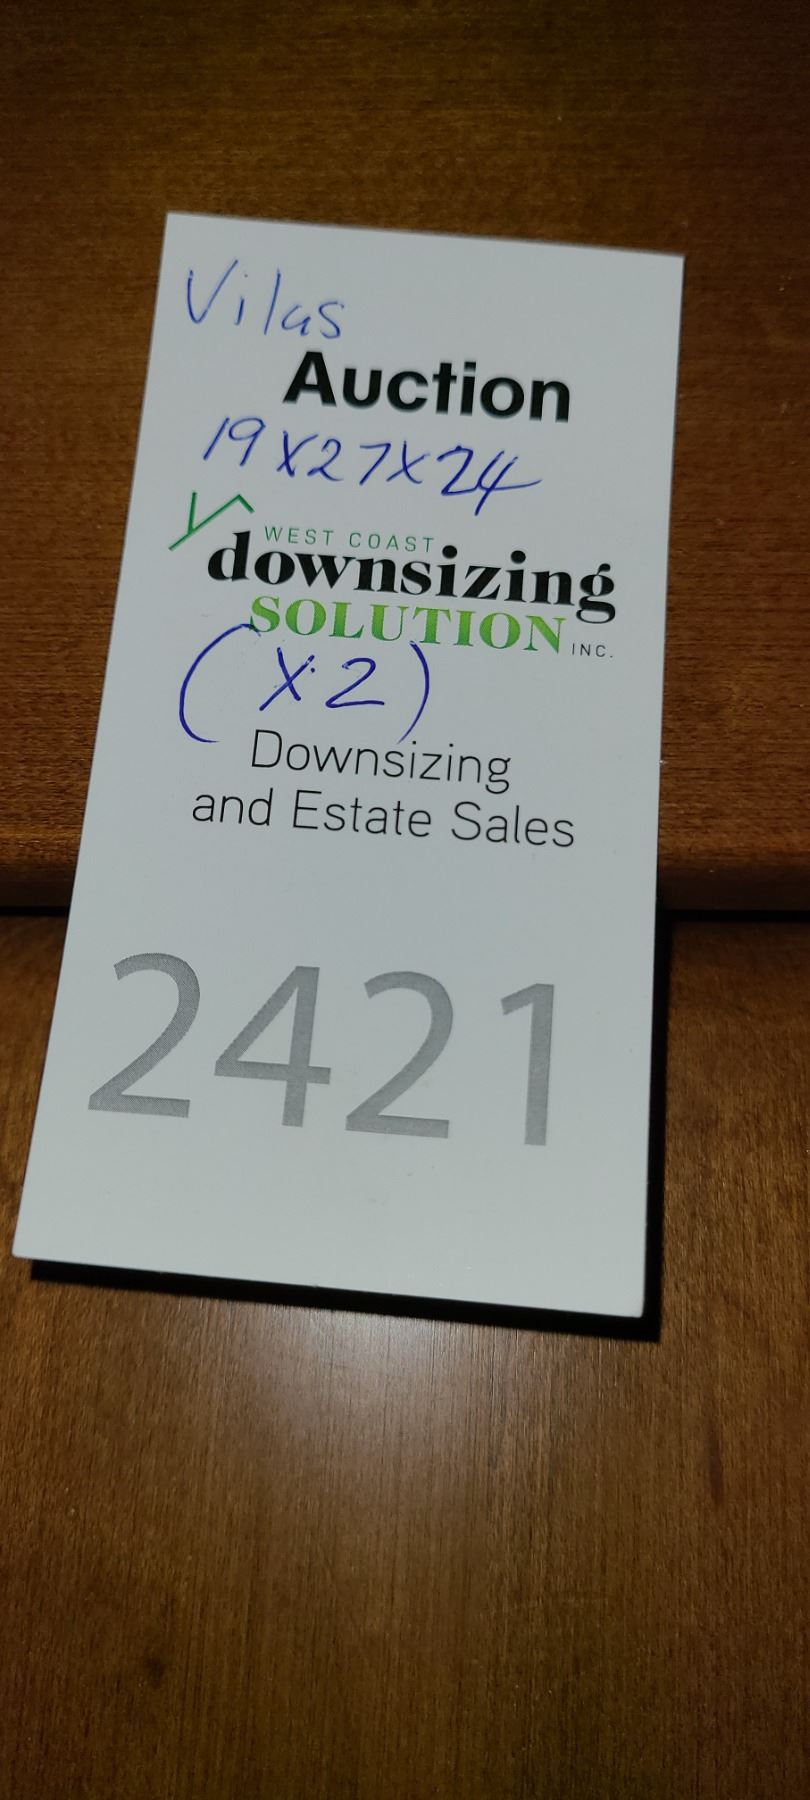 Vilas
Auction
19x27x24
WEST COAST
downsizing
SOLUTION INC.
(x2)
Downsizing
and Estate Sales
2421